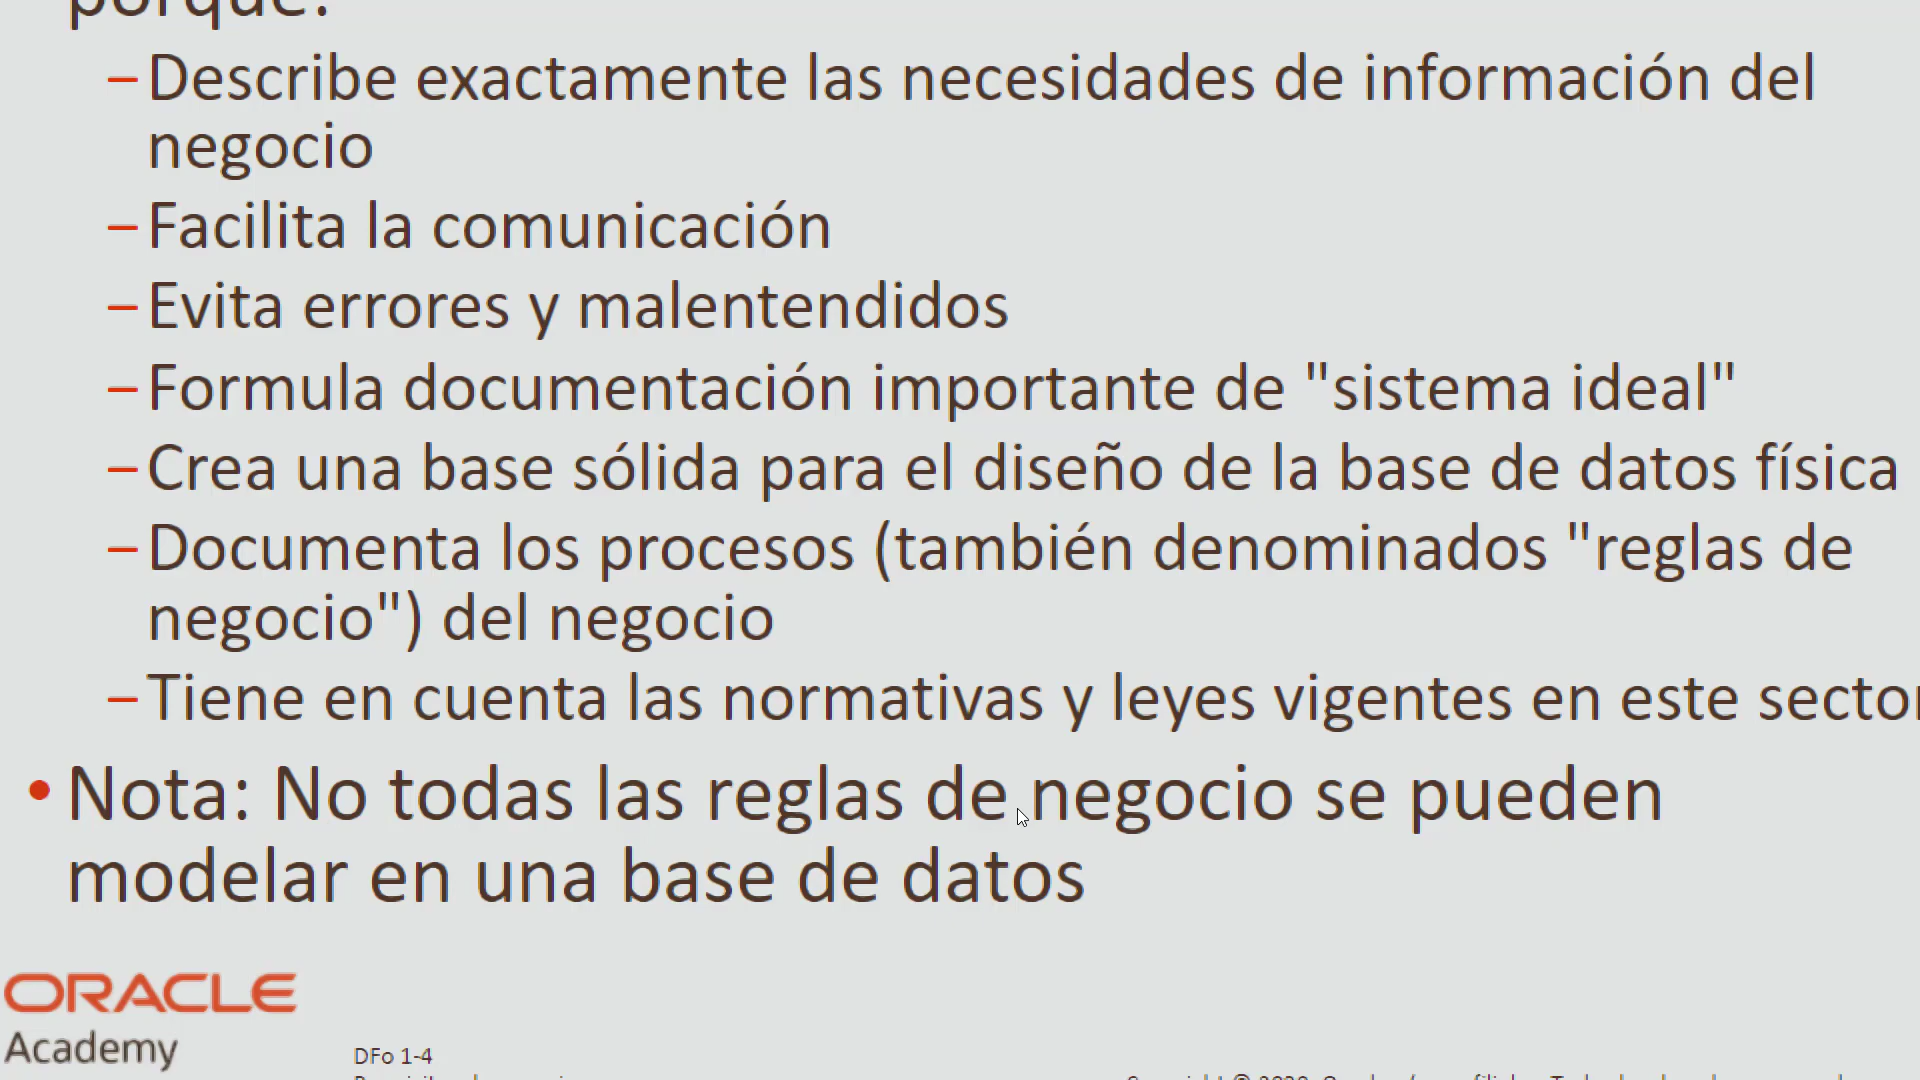 porque:
–Describe exactamente las necesidades de información del
negocio
–Facilita la comunicación
–Evita errores y malentendidos
–Formula documentación importante de "sistema ideal"
–Crea una base sólida para el diseño de la base de datos física
–Documenta los procesos (también denominados "reglas de
negocio") del negocio
–Tiene en cuenta las normativas y leyes vigentes en este sector
•Nota: No todas las reglas de negocio se pueden
modelar en una base de datos
ORACLE
Academy
DFo 1-4